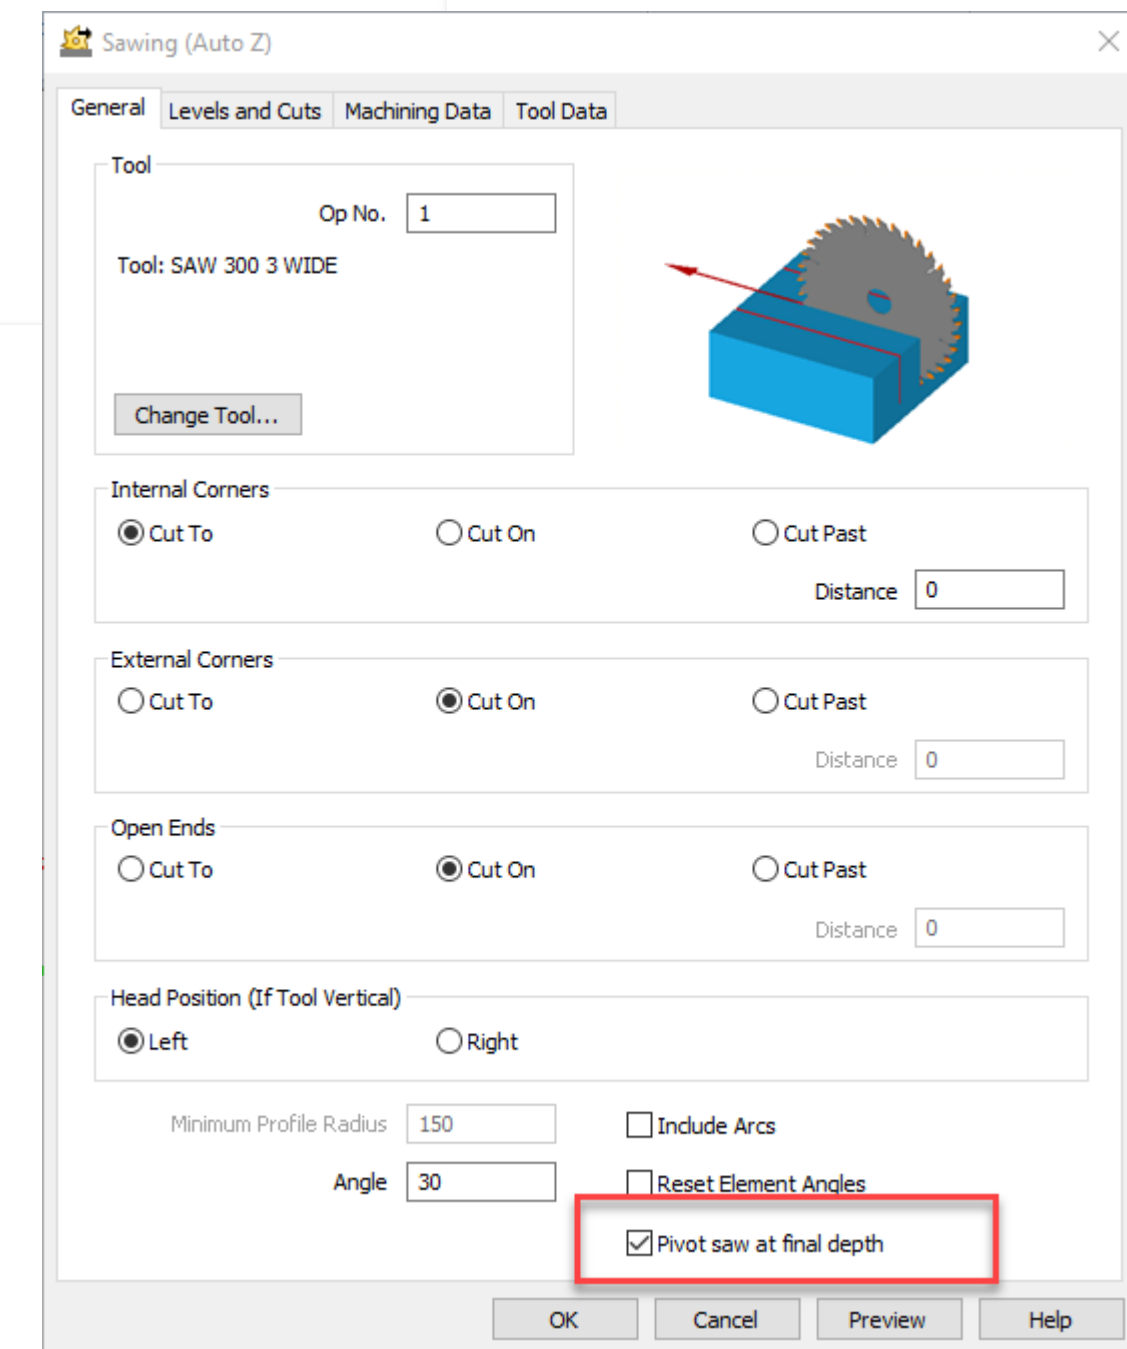 Sawing (Auto Z)
General Levels and Cuts Machining Data Tool Data
Tool
Op No. 1
Tool: SAW 300 3 WIDE
Change Tool...
Internal Corners
Cut To Cut On Cut Past
Distance 0
External Corners
Cut To Cut On Cut Past
Distance 0
Open Ends
Cut To Cut On Cut Past
Distance 0
Head Position (If Tool Vertical)
Left Right
Minimum Profile Radius 150 Include Arcs
Angle 30 Reset Element Angles
Pivot saw at final depth
OK Cancel Preview Help